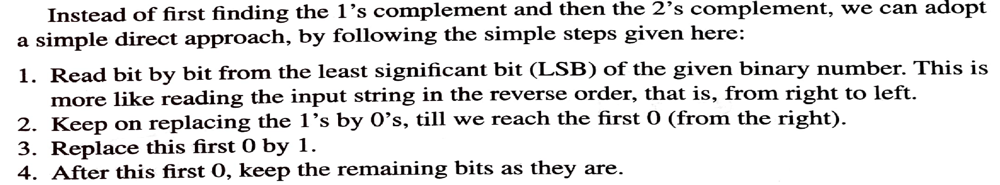 Instead of first finding the 1's complement and then the 2's complement, we can adopt
a simple direct approach, by following the simple steps given here:
1. Read bit by bit from the least significant bit (LSB) of the given binary number. This is
more like reading the input string in the reverse order, that is, from right to left.
2. Keep on replacing the 1's by 0's, till we reach the first 0 (from the right).
3. Replace this first 0 by 1.
4. After this first 0, keep the remaining bits as they are.